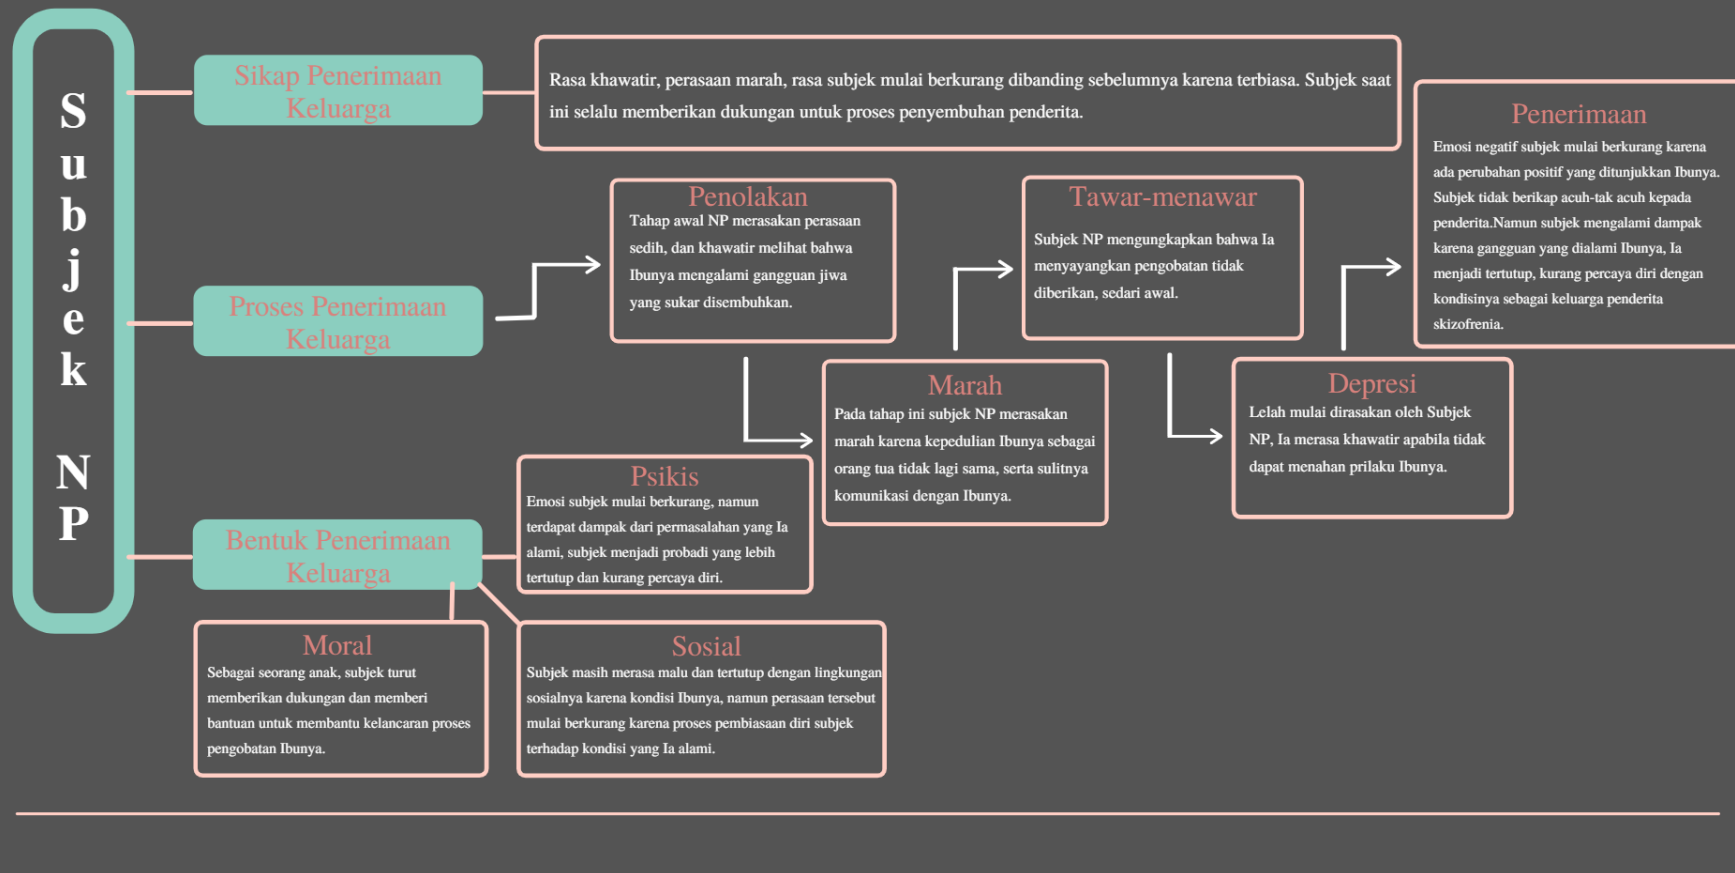 Subjek
NP
Sikap Penerimaan
Keluarga
Rasa khawatir, perasaan marah, rasa subjek mulai berkurang dibanding sebelumnya karena terbiasa. Subjek saat
ini selalu memberikan dukungan untuk proses penyembuhan penderita.
Proses Penerimaan
Keluarga
Penolakan
Tahap awal NP merasakan perasaan
sedih, dan khawatir melihat bahwa
Ibunya mengalami gangguan jiwa
yang sukar disembuhkan.
Marah
Pada tahap ini subjek NP merasakan
marah karena kepedulian Ibunya sebagai
orang tua tidak lagi sama, serta sulitnya
komunikasi dengan Ibunya.
Tawar-menawar
Subjek NP mengungkapkan bahwa Ia
menyayangkan pengobatan tidak
diberikan, sedari awal.
Depresi
Lelah mulai dirasakan oleh Subjek
NP, Ia merasa khawatir apabila tidak
dapat menahan prilaku Ibunya.
Penerimaan
Emosi negatif subjek mulai berkurang karena
ada perubahan positif yang ditunjukkan Ibunya.
Subjek tidak berikap acuh-tak acuh kepada
penderita.Namun subjek mengalami dampak
karena gangguan yang dialami Ibunya, Ia
menjadi tertutup, kurang percaya diri dengan
kondisinya sebagai keluarga penderita
skizofrenia.
Bentuk Penerimaan
Keluarga
Psikis
Emosi subjek mulai berkurang, namun
terdapat dampak dari permasalahan yang Ia
alami, subjek menjadi probadi yang lebih
tertutup dan kurang percaya diri.
Moral
Sebagai seorang anak, subjek turut
memberikan dukungan dan memberi
bantuan untuk membantu kelancaran proses
pengobatan Ibunya.
Sosial
Subjek masih merasa malu dan tertutup dengan lingkungan
sosialnya karena kondisi Ibunya, namun perasaan tersebut
mulai berkurang karena proses pembiasaan diri subjek
terhadap kondisi yang Ia alami.